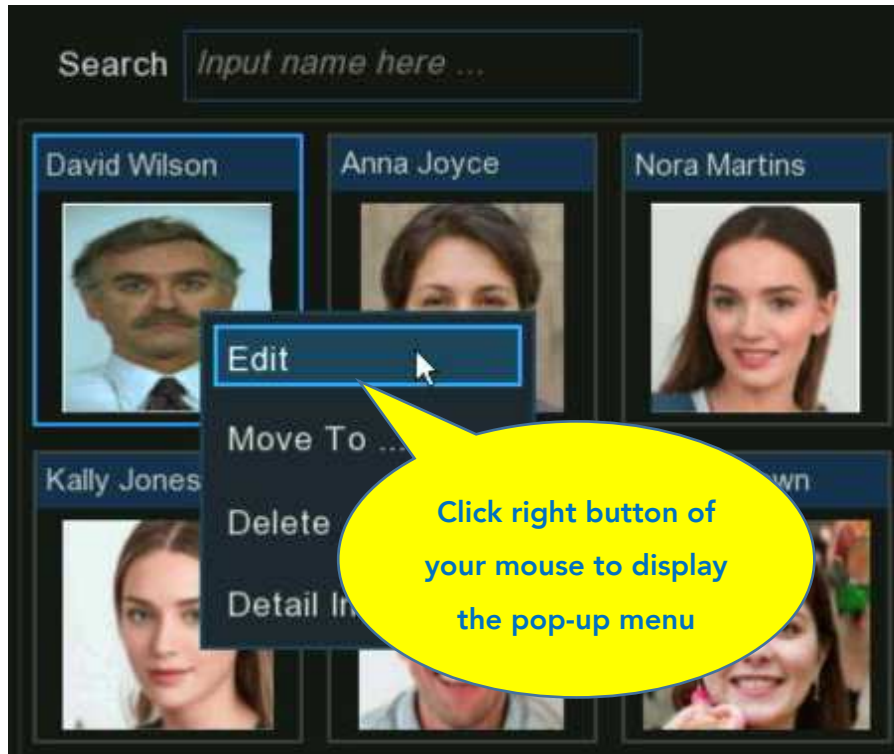 Search Input name here ...
David Wilson Anna Joyce Nora Martins
Edit
Move To ...
Kally Jones
Delete
Click right button of
your mouse to display
the pop-up menu
Detail